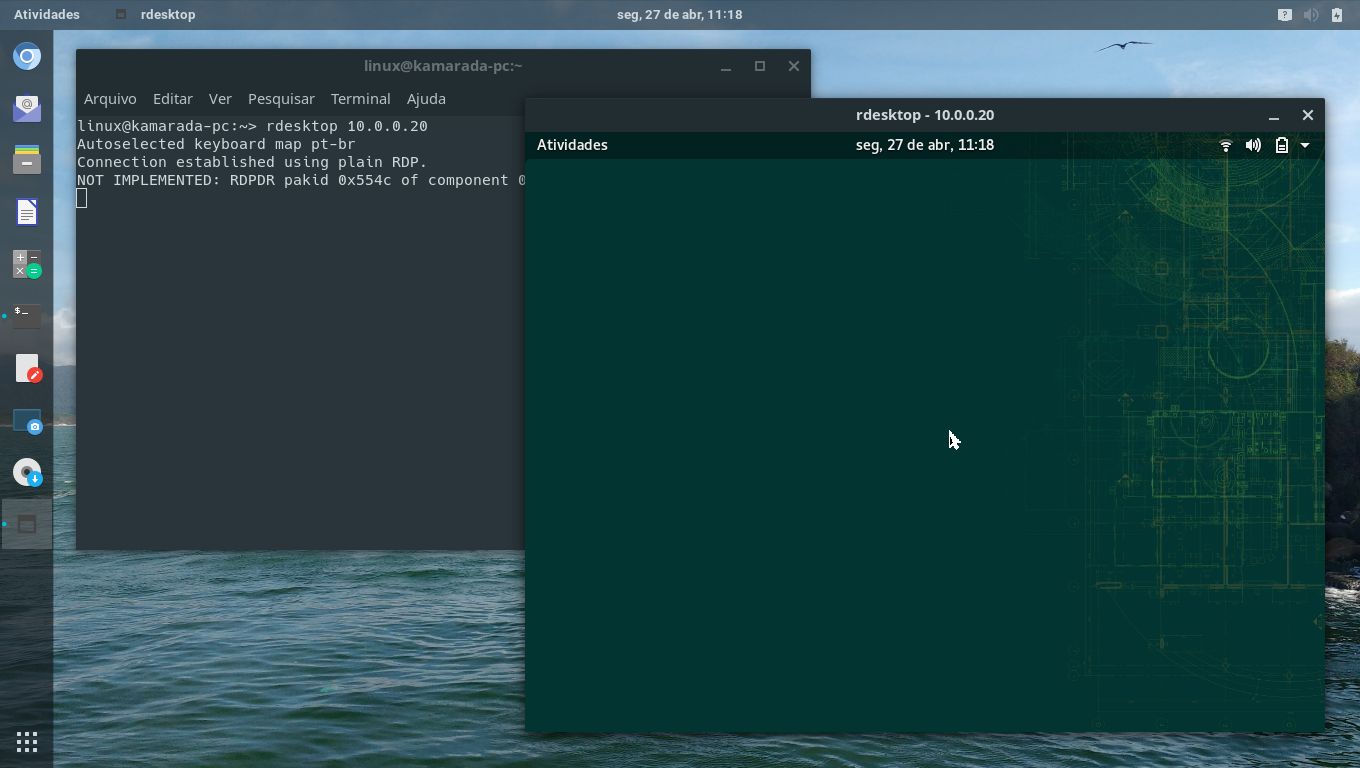 Atividades rdesktop seg, 27 de abr, 11:18
linux@kamarada-pc:~
Arquivo Editar Ver Pesquisar Terminal Ajuda
linux@kamarada-pc:~> rdesktop 10.0.0.20
Autoselected keyboard map pt-br
Connection established using plain RDP.
NOT IMPLEMENTED: RDPDR pakid 0x554c of component 0
rdesktop - 10.0.0.20
Atividades seg, 27 de abr, 11:18